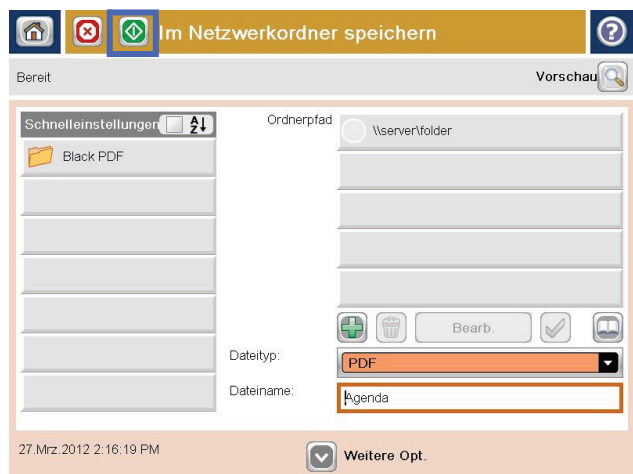 Im Netzwerkordner speichern
?
Bereit
Vorschau
Schnelleinstellungen
A
Z
Ordnerpfad
\\server\folder
Black PDF
Bearb.
Dateityp:
PDF
Dateiname:
Agenda
27.Mrz.2012 2:16:19 PM
Weitere Opt.